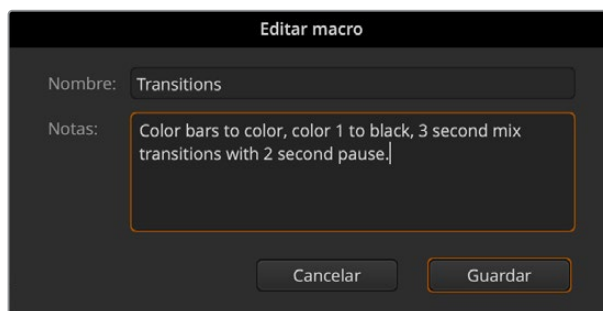 Editar macro
Nombre: Transitions
Notas: Color bars to color, color 1 to black, 3 second mix
transitions with 2 second pause.
Cancelar Guardar